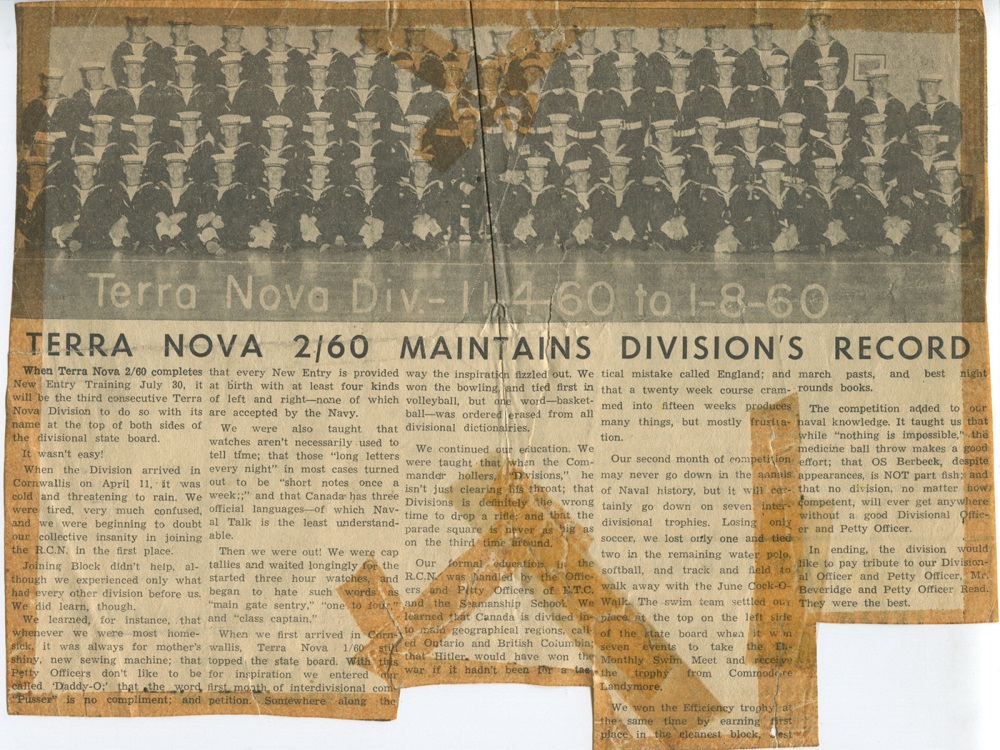 Terra Nova Div.- 11-4-60 to 1-8-60
TERRA NOVA 2/60 MAINTAINS DIVISION'S RECORD
When Terra Nova 2/60 completes
New Entry Training July 30, it
will be the third consecutive Terra
Nova Division to do so with its
name at the top of both sides of
the divisional state board.
It wasn't easy!
When the Division arrived in
Cornwallis on April 11, it was
cold and threatening to rain. We
were tired, very much confused,
and we were beginning to doubt
our collective insanity in joining
the R.C.N. in the first place.
Joining Block didn't help, al-
though we experienced only what
had every other division before us.
We did learn, though.
We learned, for instance, that
whenever we were most home-
sick, it was always for mother's
shiny, new sewing machine; that
Petty Officers don't like to be
called 'Daddy-O;' that the word
"Pusser" is no compliment; and
that every New Entry is provided
at birth with at least four kinds
of left and right—none of which
are accepted by the Navy.
We were also taught that
watches aren't necessarily used to
tell time; that those "long letters
every night" in most cases turned
out to be "short notes once a
week;" and that Canada has three
official languages—of which Nav-
al Talk is the least understand-
able.
Then we were out! We were cap
tallies and waited longingly for the
started three hour watches, and
began to hate such words as
"main gate sentry," "one to four,"
and "class captain."
When we first arrived in Corn-
wallis, Terra Nova 1/60 still
topped the state board. With this
for inspiration we entered our
first month of interdivisional com-
petition. Somewhere along the
way the inspiration fizzled out. We
won the bowling, and tied first in
volleyball, but one word—basket-
ball—was ordered erased from all
divisional dictionairies.
We continued our education. We
were taught that when the Com-
mander hollers, "Divisions," he
isn't just clearing his throat; that
Divisions is definitely the wrong
time to drop a rifle; and that the
parade square is never as big as
on the third time around.
Our formal education in the
R.C.N. was handled by the Offic-
ers and Petty Officers of E.T.C.
and the Seamanship School. We
learned that Canada is divided in-
to main geographical regions, call-
ed Ontario and British Columbia;
that Hitler would have won the
war if it hadn't been for a tac-
tical mistake called England; and
that a twenty week course cram-
med into fifteen weeks produces
many things, but mostly frustra-
tion.
Our second month of competition
may never go down in the annals
of Naval history, but it will cer-
tainly go down on seven inter-
divisional trophies. Losing only
soccer, we lost only one and tied
two in the remaining water polo,
softball, and track and field to
walk away with the June Cock-O-
Walk. The swim team settled our
place at the top on the left side
of the state board when it won
seven events to take the Bi-
Monthly Swim Meet and receive
the trophy from Commodore
Landymore.
We won the Efficiency trophy at
the same time by earning first
place in the cleanest block, best
march pasts, and best night
rounds books.
The competition added to our
naval knowledge. It taught us that
while "nothing is impossible," the
medicine ball throw makes a good
effort; that OS Berbeck, despite
appearances, is NOT part fish; and
that no division, no matter how
competent, will ever get anywhere
without a good Divisional Offic-
er and Petty Officer.
In ending, the division would
like to pay tribute to our Division-
al Officer and Petty Officer, Mr.
Beveridge and Petty Officer Read.
They were the best.